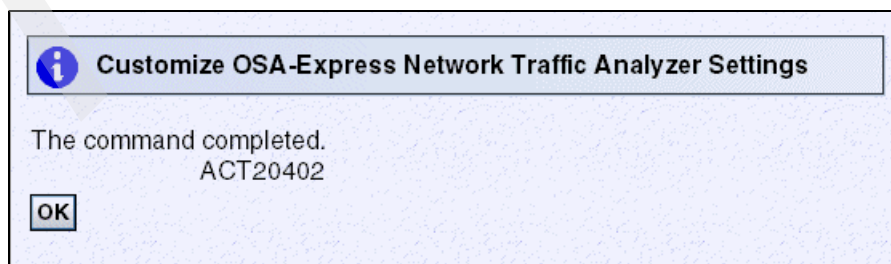 Customize OSA-Express Network Traffic Analyzer Settings
The command completed.
ACT20402
OK